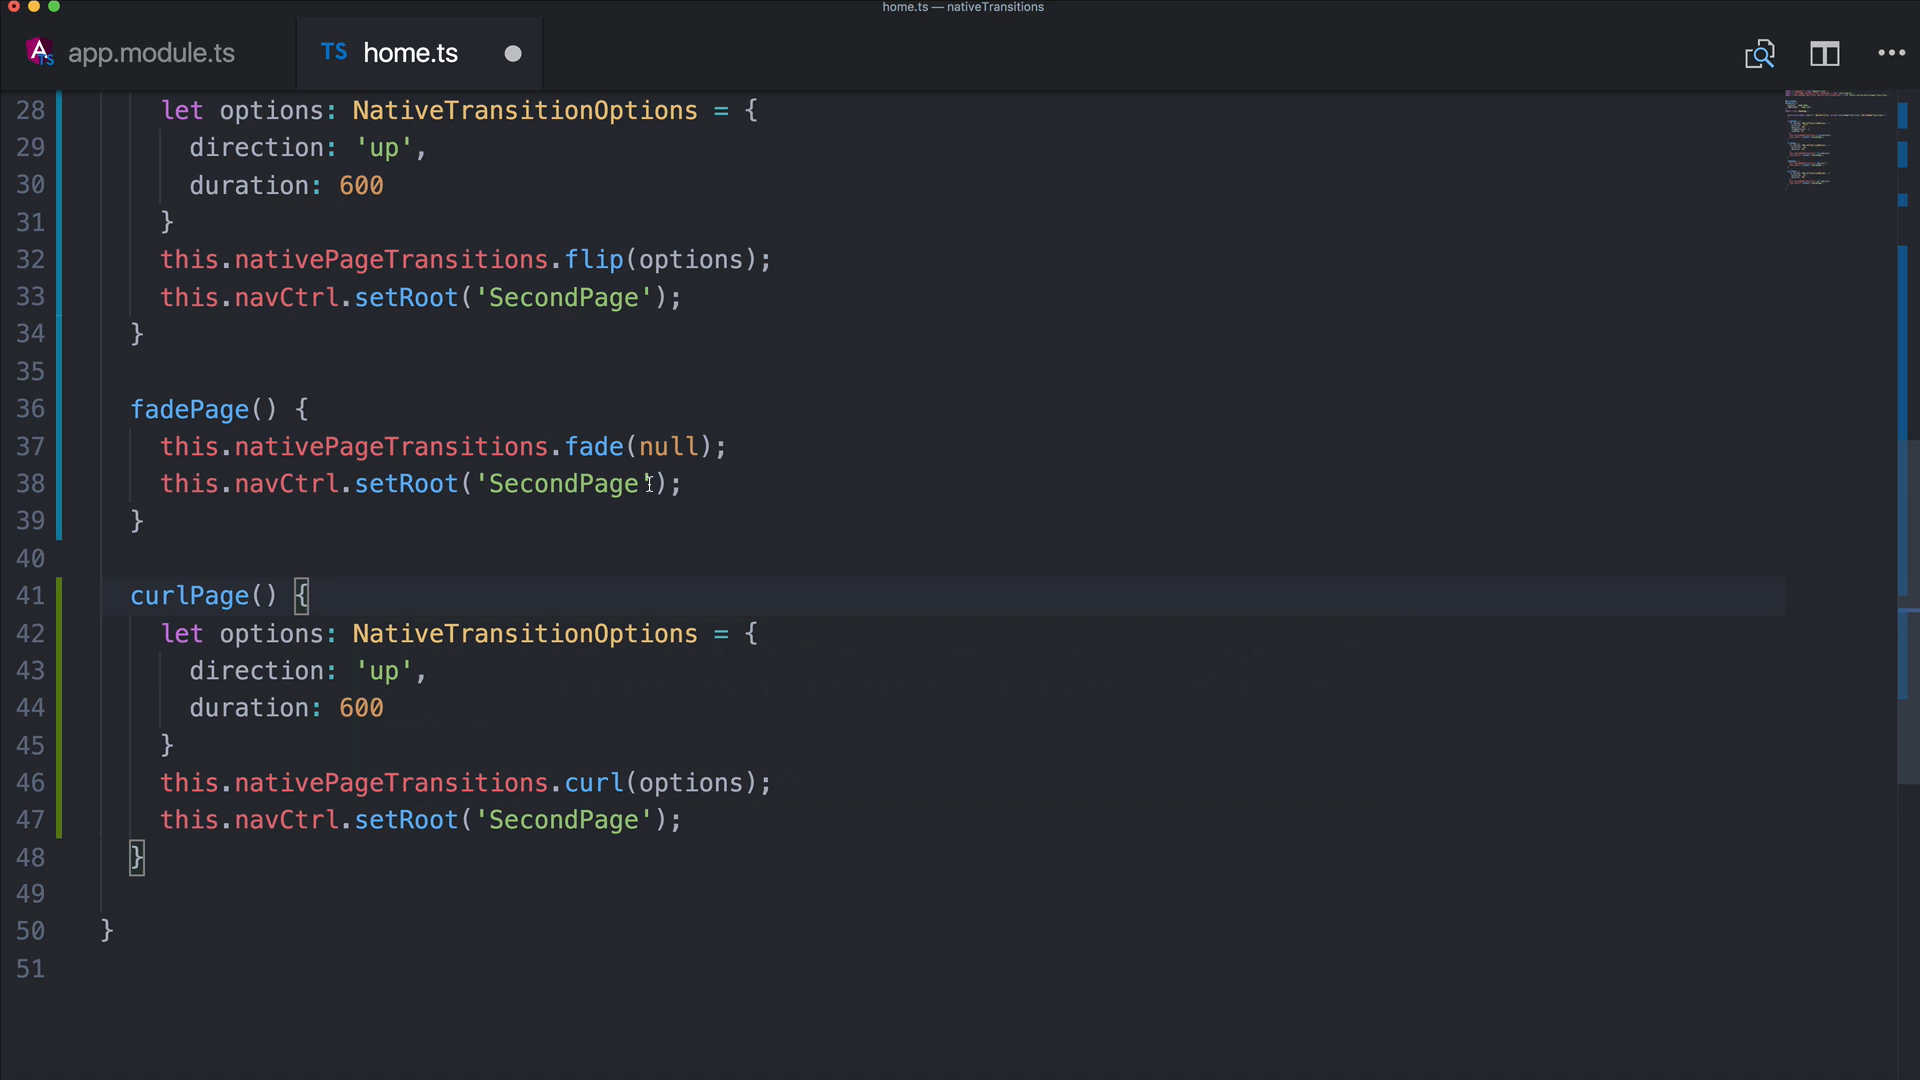 home.ts — nativeTransitions
app.module.ts
TS home.ts
28 let options: NativeTransitionOptions = {
29 direction: 'up',
30 duration: 600
31 }
32 this.nativePageTransitions.flip(options);
33 this.navCtrl.setRoot('SecondPage');
34 }
35
36 fadePage() {
37 this.nativePageTransitions.fade(null);
38 this.navCtrl.setRoot('SecondPage');
39 }
40
41 curlPage() {
42 let options: NativeTransitionOptions = {
43 direction: 'up',
44 duration: 600
45 }
46 this.nativePageTransitions.curl(options);
47 this.navCtrl.setRoot('SecondPage');
48 }
49
50 }
51